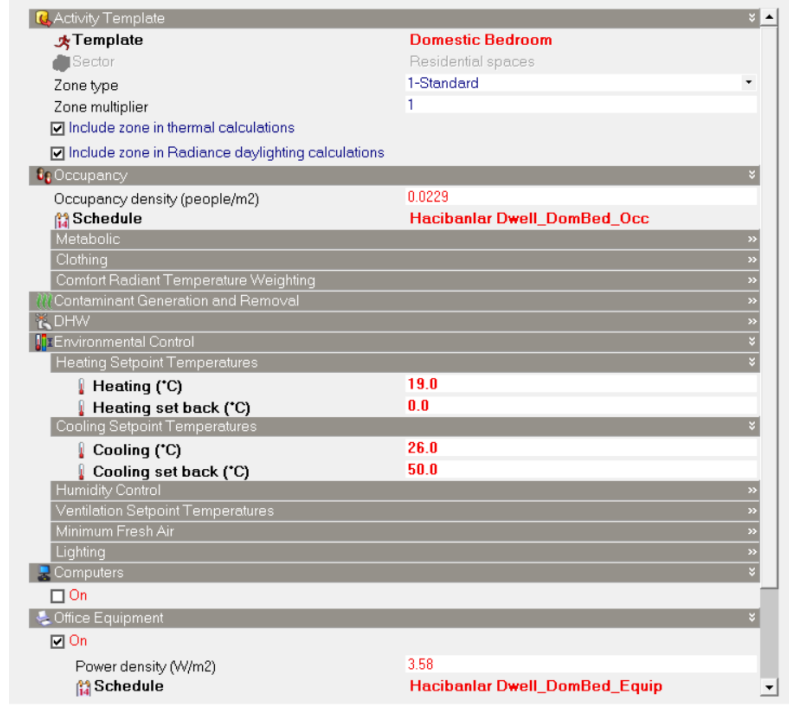 Activity Template
Template Domestic Bedroom
Sector Residential spaces
Zone type 1-Standard
Zone multiplier 1
Include zone in thermal calculations
Include zone in Radiance daylighting calculations
Occupancy
Occupancy density (people/m2) 0.0229
Schedule Hacibanlar Dwell_DomBed_Occ
Metabolic
Clothing
Comfort Radiant Temperature Weighting
Contaminant Generation and Removal
DHW
Environmental Control
Heating Setpoint Temperatures
Heating (°C) 19.0
Heating set back (°C) 0.0
Cooling Setpoint Temperatures
Cooling (°C) 26.0
Cooling set back (°C) 50.0
Humidity Control
Ventilation Setpoint Temperatures
Minimum Fresh Air
Lighting
Computers
On
Office Equipment
On
Power density (W/m2) 3.58
Schedule Hacibanlar Dwell_DomBed_Equip